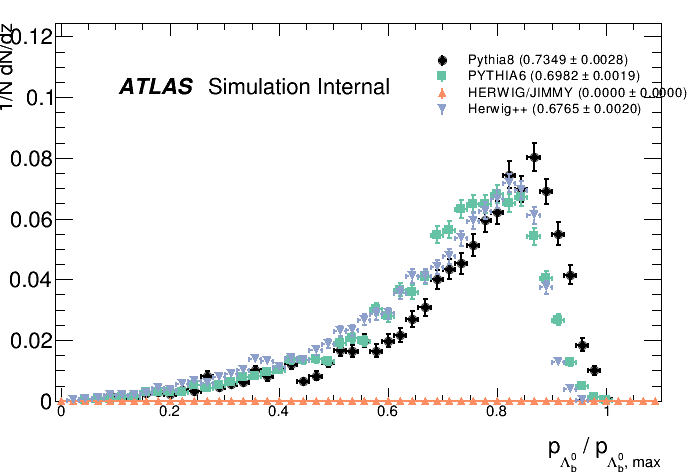 1/N dN/dz
0.12
0.1
0.08
0.06
0.04
0.02
0
ATLAS Simulation Internal
Pythia8 (0.7349 ± 0.0028)
PYTHIA6 (0.6982 ± 0.0019)
HERWIG/JIMMY (0.0000 ± 0.0000)
Herwig++ (0.6765 ± 0.0020)
0 0.2 0.4 0.6 0.8 1
p_{Λ_b^0} / p_{Λ_b^0, max}